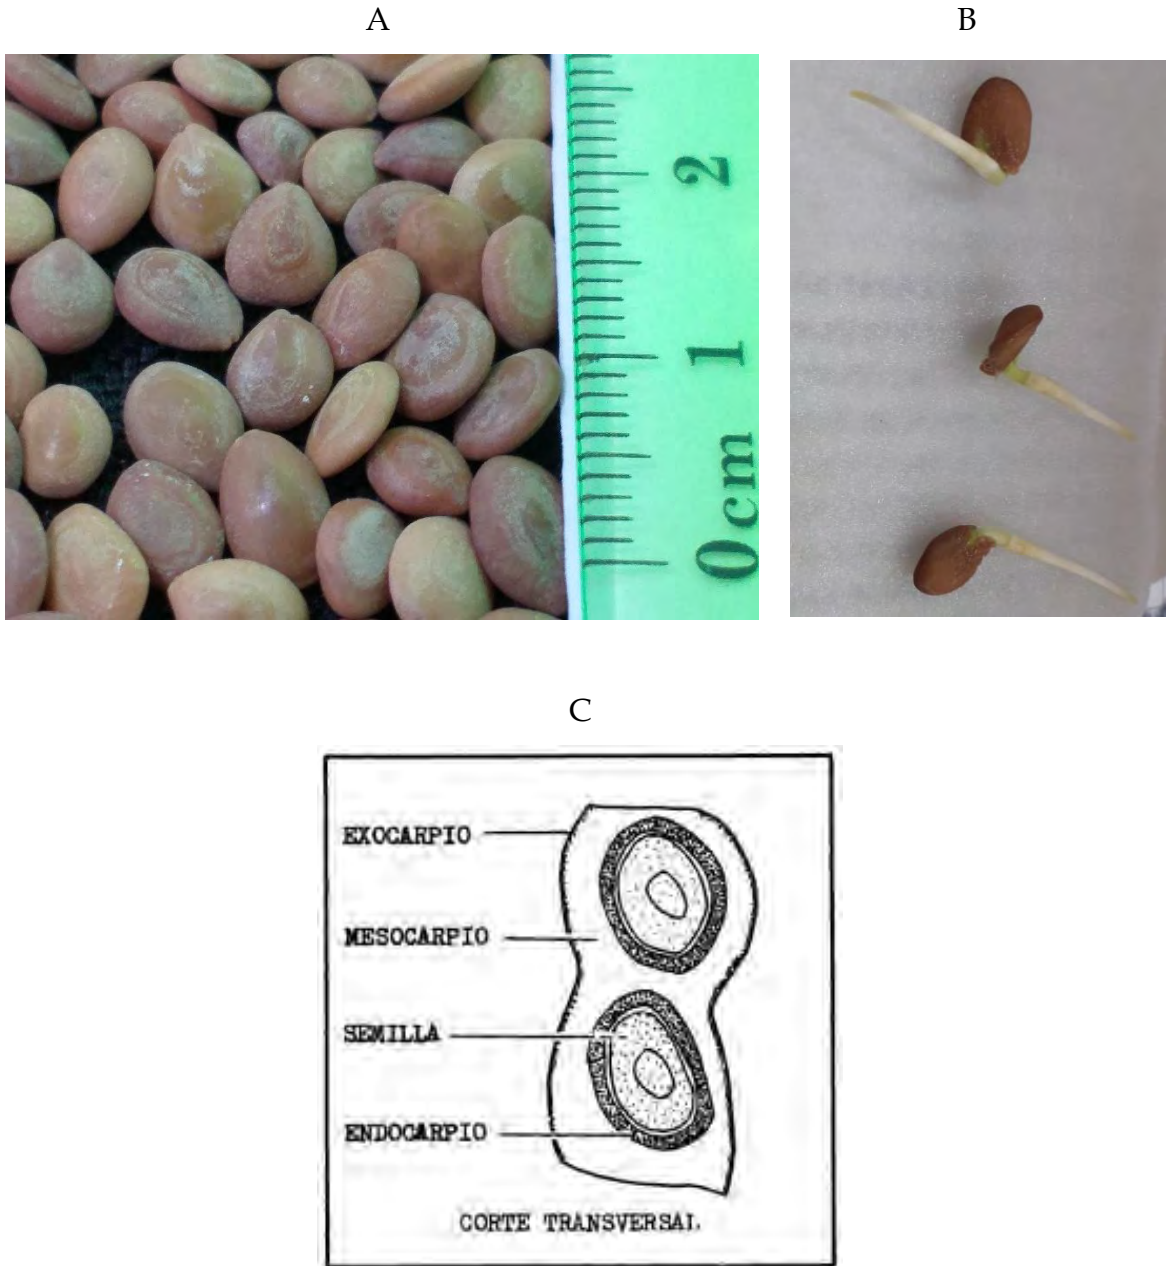 A
B
2
1
0cm
C
EXOCARPIO
MESOCARPIO
SEMILLA
ENDOCARPIO
CORTE TRANSVERSAL